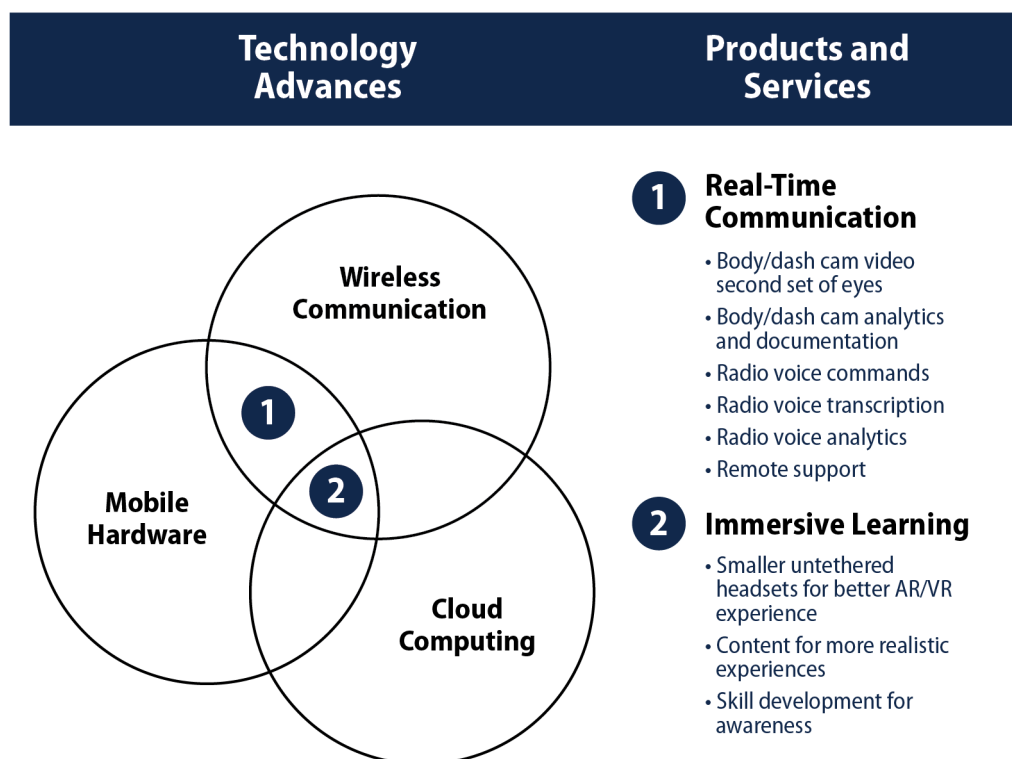 Technology
Advances
Products and
Services
Wireless
Communication
1
2
Mobile
Hardware
Cloud
Computing
1
Real-Time
Communication
• Body/dash cam video
second set of eyes
• Body/dash cam analytics
and documentation
• Radio voice commands
• Radio voice transcription
• Radio voice analytics
• Remote support
2
Immersive Learning
• Smaller untethered
headsets for better AR/VR
experience
• Content for more realistic
experiences
• Skill development for
awareness